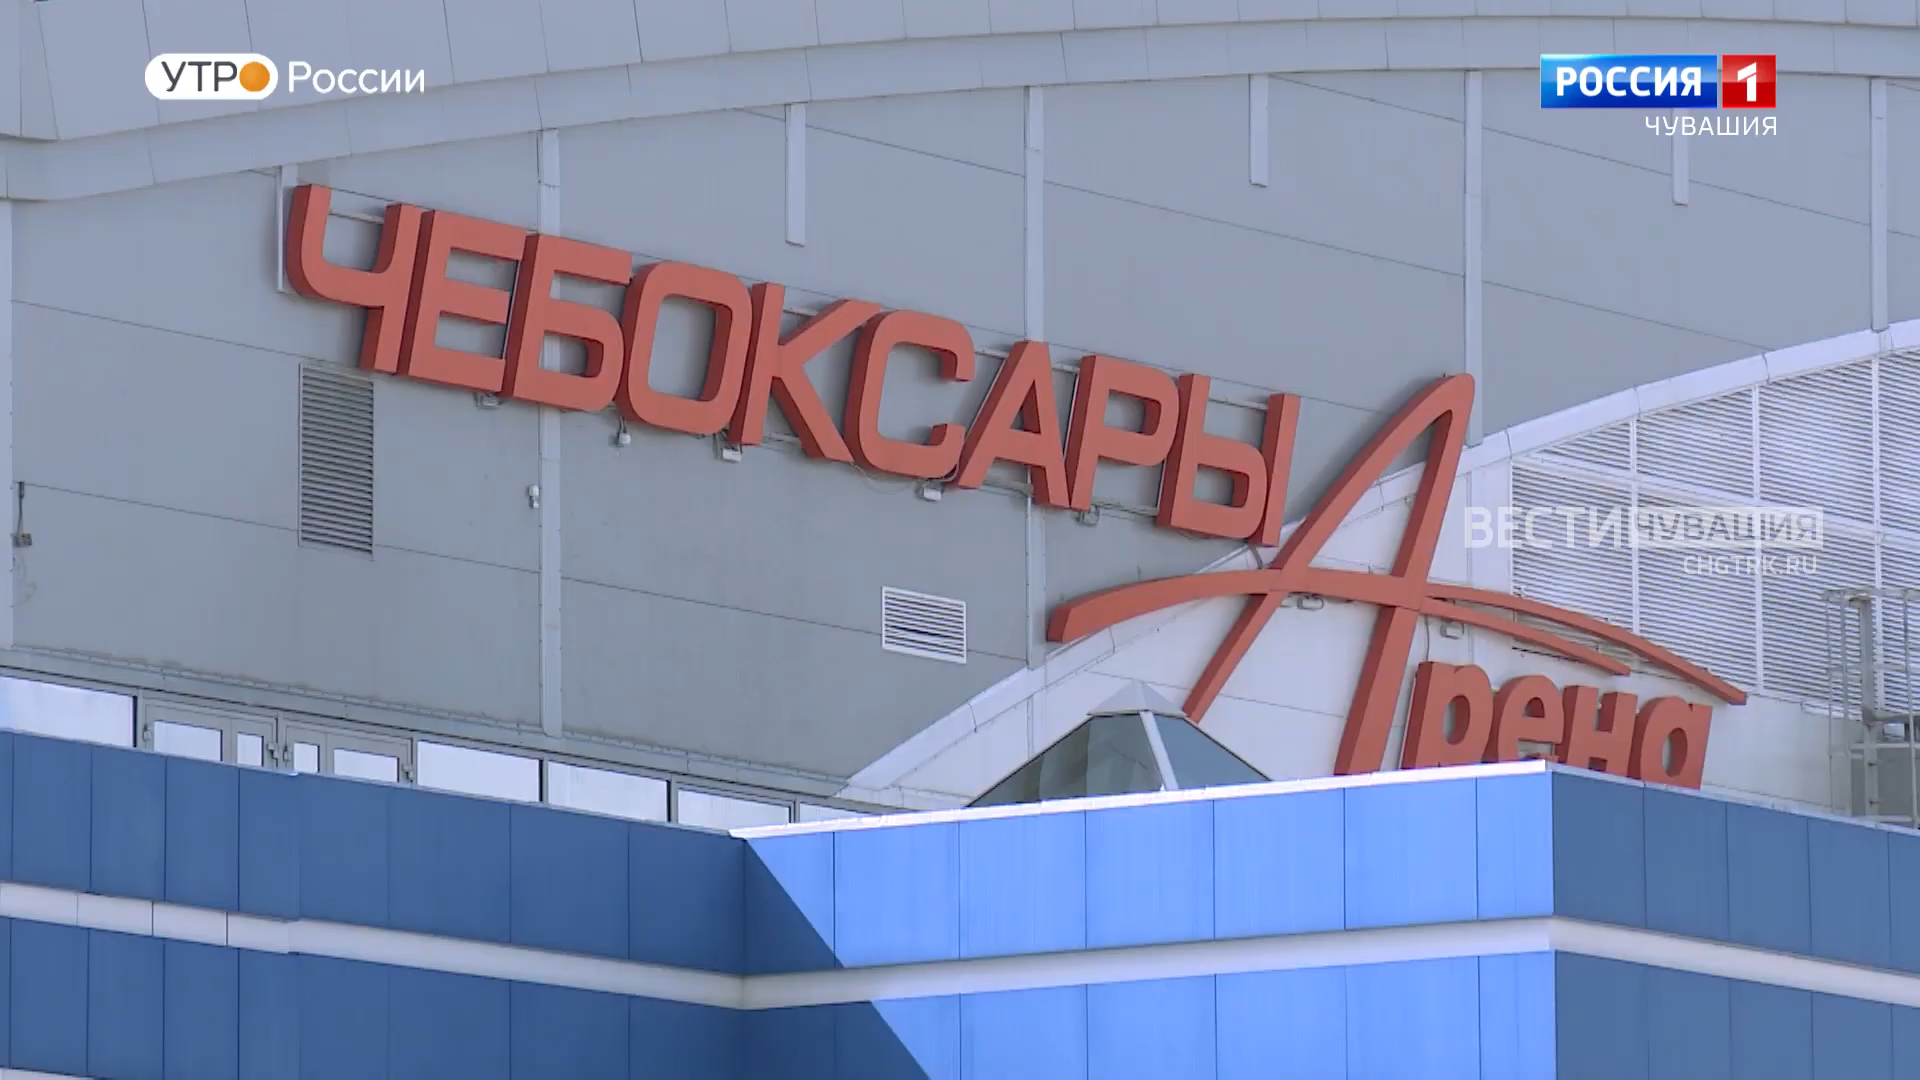 УТРО России
РОССИЯ 1
ЧУВАШИЯ
ЧЕБОКСАРЫ
Арена
ВЕСТИ ЧУВАШИЯ
CHGTRK.RU